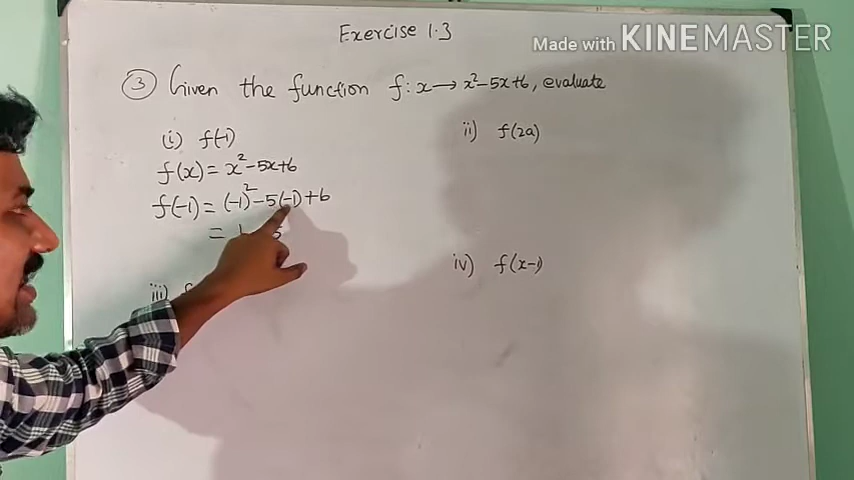 Exercise 1.3
Made with KINEMASTER
③ Given the function f: x → x² - 5x + 6, evaluate
(i) f(-1)
ii) f(2a)
f(x) = x² - 5x + 6
f(-1) = (-1)² - 5(-1) + 6
= 1
iv) f(x-1)
iii) f